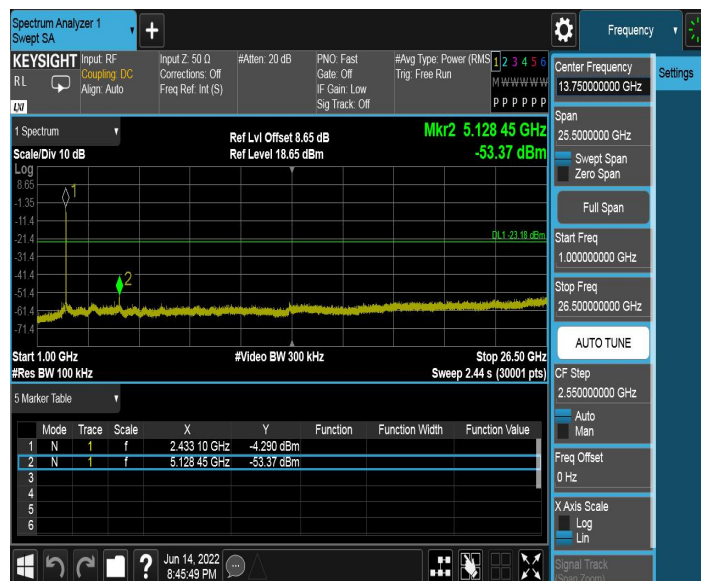 Spectrum Analyzer 1
Swept SA
Frequency
KEYSIGHT
RL
LXI
Input: RF
Coupling: DC
Align: Auto
Input Z: 50 Ω
Corrections: Off
Freq Ref: Int (S)
#Atten: 20 dB
PNO: Fast
Gate: Off
IF Gain: Low
Sig Track: Off
#Avg Type: Power (RMS
Trig: Free Run
1 2 3 4 5 6
M W W W W W
P P P P P P
1 Spectrum
Scale/Div 10 dB
Ref Lvl Offset 8.65 dB
Ref Level 18.65 dBm
Mkr2 5.128 45 GHz
-53.37 dBm
Log
8.65
-1.35
-11.4
-21.4
-31.4
-41.4
-51.4
-61.4
-71.4
1
2
DL1 -23.18 dBm
Start 1.00 GHz
#Res BW 100 kHz
#Video BW 300 kHz
Stop 26.50 GHz
Sweep 2.44 s (30001 pts)
5 Marker Table
Mode Trace Scale X Y Function Function Width Function Value
1 N 1 f 2.433 10 GHz -4.290 dBm
2 N 1 f 5.128 45 GHz -53.37 dBm
3
4
5
6
?
Jun 14, 2022
8:45:49 PM
Center Frequency
13.750000000 GHz
Span
25.5000000 GHz
Swept Span
Zero Span
Full Span
Start Freq
1.000000000 GHz
Stop Freq
26.500000000 GHz
AUTO TUNE
CF Step
2.550000000 GHz
Auto
Man
Freq Offset
0 Hz
X Axis Scale
Log
Lin
Signal Track
(Span Zoom)
Settings